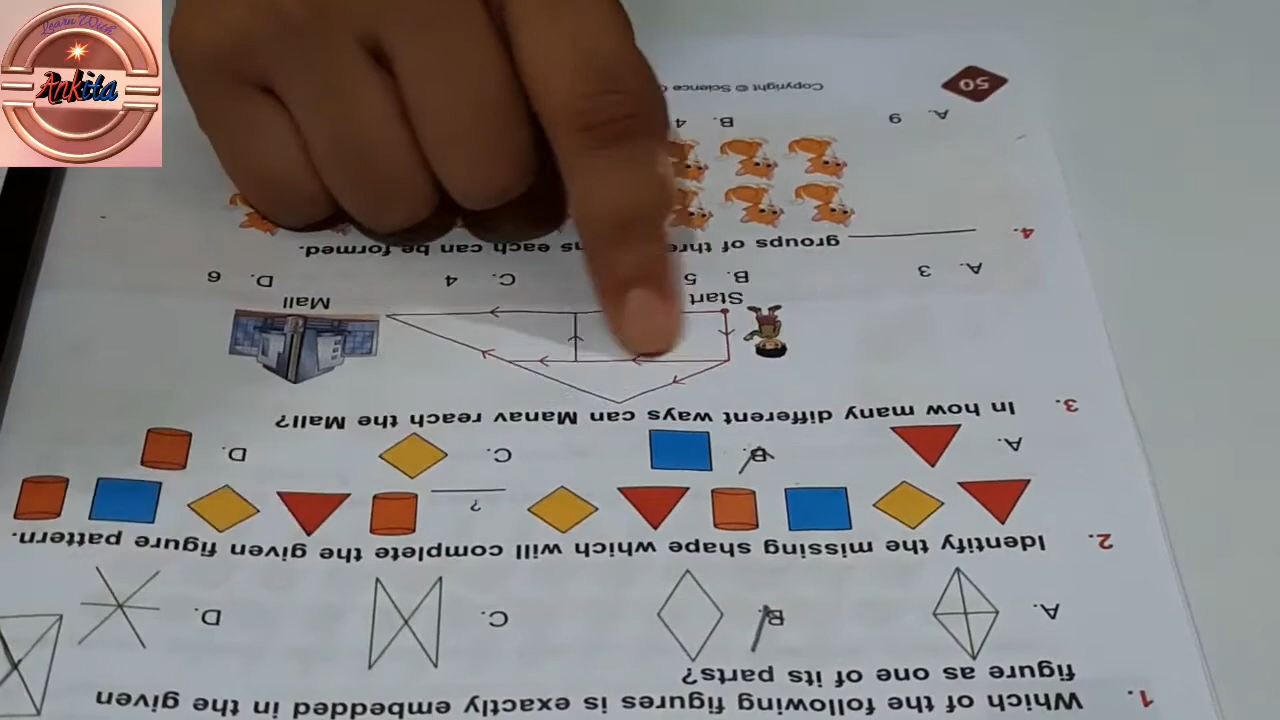 Learn With
Ankita
1. Which of the following figures is exactly embedded in the given
figure as one of its parts?
A. B. C. D.
2. Identify the missing shape which will complete the given figure pattern.
?
A. B. C. D.
3. In how many different ways can Manav reach the Mall?
Start Mall
A. 3 B. 5 C. 4 D. 6
4. groups of each can be formed.
A. 9 B. 4
50 Copyright © Science